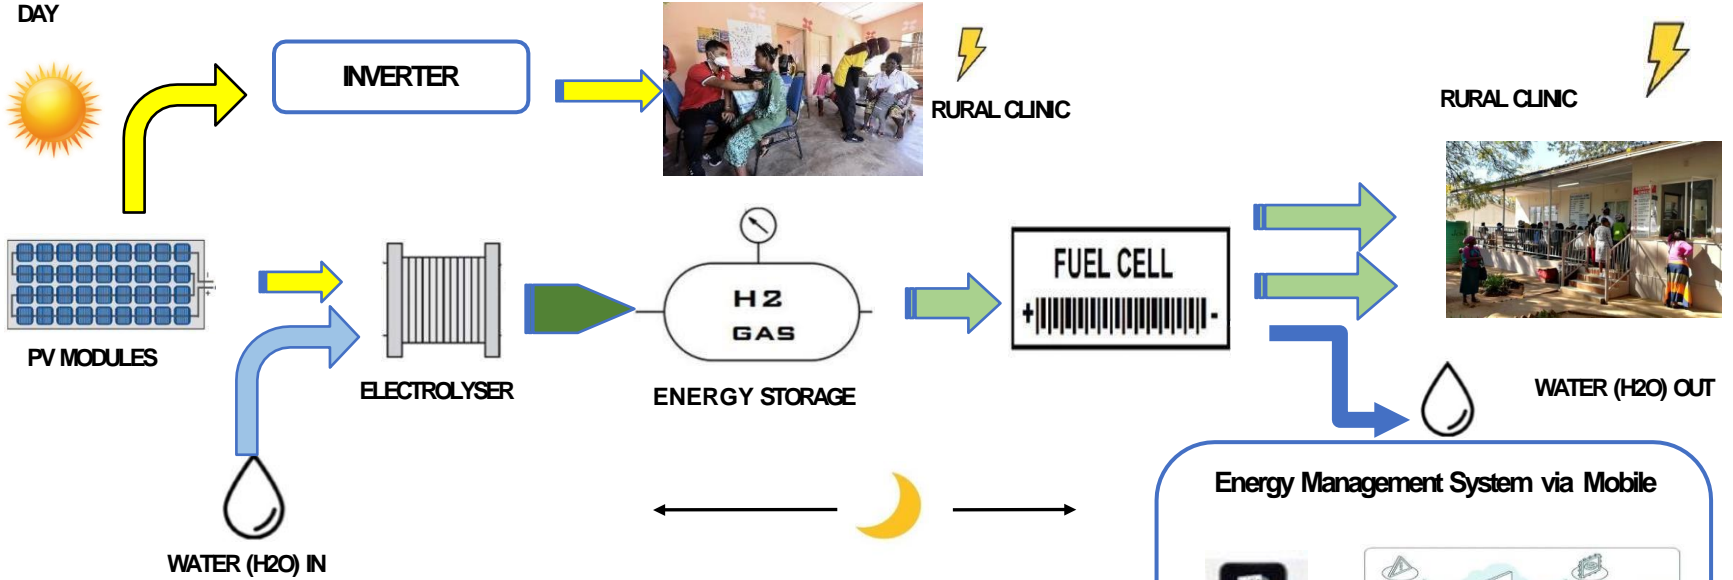 DAY
INVERTER
RURAL CLINIC
RURAL CLINIC
FUEL CELL
+ -
H2
GAS
PV MODULES
ELECTROLYSER
ENERGY STORAGE
WATER (H2O) OUT
Energy Management System via Mobile
WATER (H2O) IN